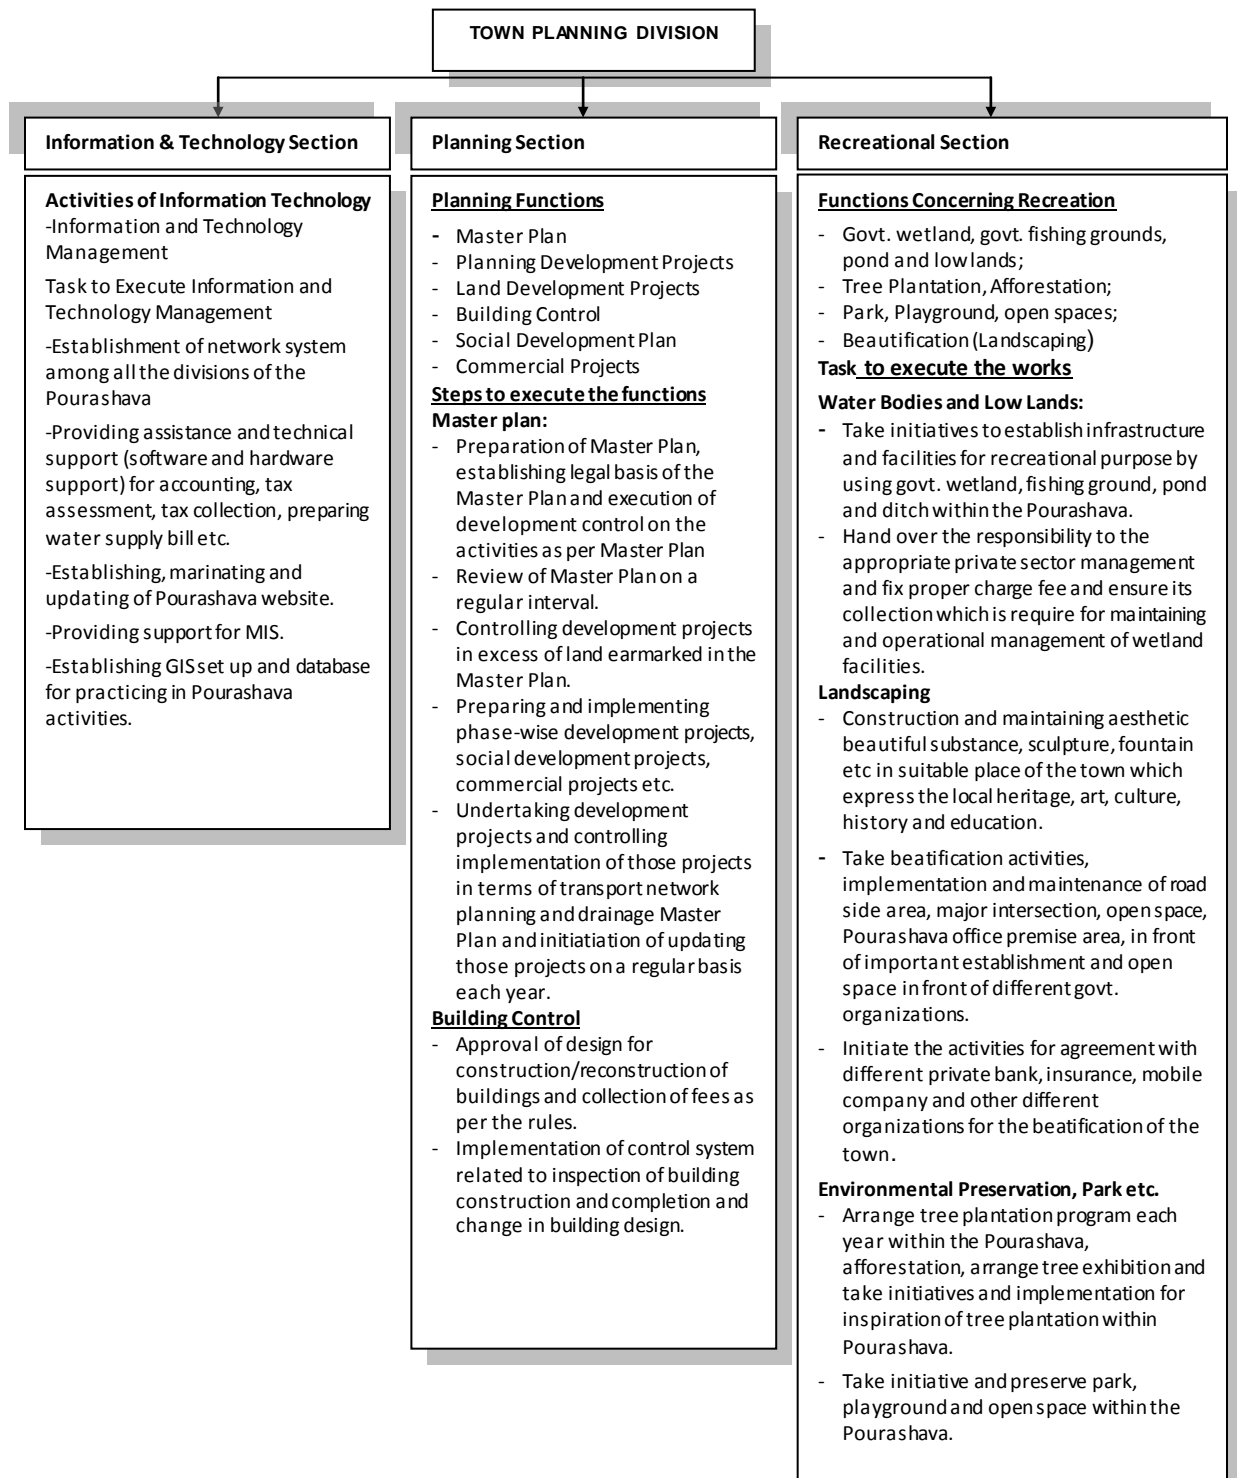 TOWN PLANNING DIVISION
Information & Technology Section
Activities of Information Technology
-Information and Technology
Management
Task to Execute Information and
Technology Management
-Establishment of network system
among all the divisions of the
Pourashava
-Providing assistance and technical
support (software and hardware
support) for accounting, tax
assessment, tax collection, preparing
water supply bill etc.
-Establishing, marinating and
updating of Pourashava website.
-Providing support for MIS.
-Establishing GIS set up and database
for practicing in Pourashava
activities.
Planning Section
Planning Functions
- Master Plan
- Planning Development Projects
- Land Development Projects
- Building Control
- Social Development Plan
- Commercial Projects
Steps to execute the functions
Master plan:
- Preparation of Master Plan,
establishing legal basis of the
Master Plan and execution of
development control on the
activities as per Master Plan
- Review of Master Plan on a
regular interval.
- Controlling development projects
in excess of land earmarked in the
Master Plan.
- Preparing and implementing
phase-wise development projects,
social development projects,
commercial projects etc.
- Undertaking development
projects and controlling
implementation of those projects
in terms of transport network
planning and drainage Master
Plan and initiatiation of updating
those projects on a regular basis
each year.
Building Control
- Approval of design for
construction/reconstruction of
buildings and collection of fees as
per the rules.
- Implementation of control system
related to inspection of building
construction and completion and
change in building design.
Recreational Section
Functions Concerning Recreation
- Govt. wetland, govt. fishing grounds,
pond and low lands;
- Tree Plantation, Afforestation;
- Park, Playground, open spaces;
- Beautification (Landscaping)
Task to execute the works
Water Bodies and Low Lands:
- Take initiatives to establish infrastructure
and facilities for recreational purpose by
using govt. wetland, fishing ground, pond
and ditch within the Pourashava.
- Hand over the responsibility to the
appropriate private sector management
and fix proper charge fee and ensure its
collection which is require for maintaining
and operational management of wetland
facilities.
Landscaping
- Construction and maintaining aesthetic
beautiful substance, sculpture, fountain
etc in suitable place of the town which
express the local heritage, art, culture,
history and education.
- Take beatification activities,
implementation and maintenance of road
side area, major intersection, open space,
Pourashava office premise area, in front
of important establishment and open
space in front of different govt.
organizations.
- Initiate the activities for agreement with
different private bank, insurance, mobile
company and other different
organizations for the beatification of the
town.
Environmental Preservation, Park etc.
- Arrange tree plantation program each
year within the Pourashava,
afforestation, arrange tree exhibition and
take initiatives and implementation for
inspiration of tree plantation within
Pourashava.
- Take initiative and preserve park,
playground and open space within the
Pourashava.